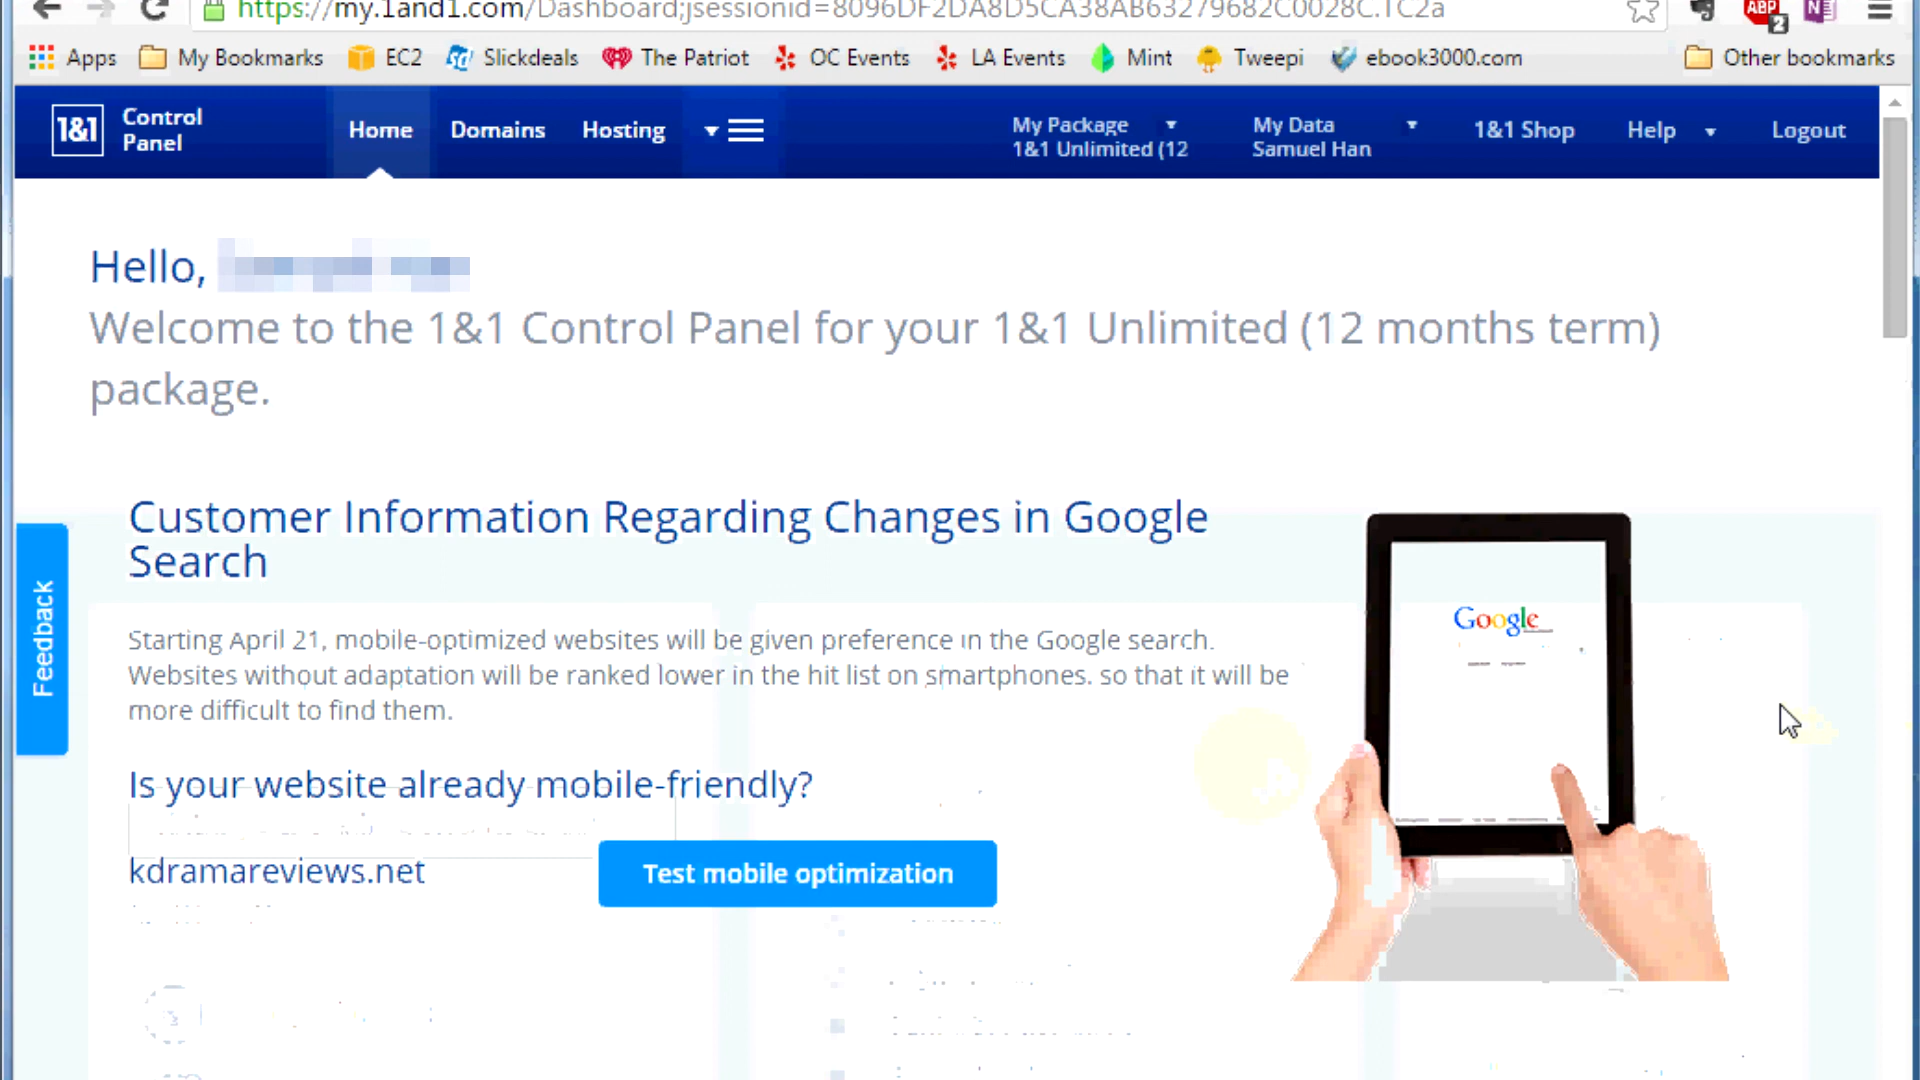 https://my.1and1.com/Dashboard;jsessionid=8096DF2DA8D5CA38AB63279682C0028C.TC2a
ABP
2
N
Apps My Bookmarks EC2 Slickdeals The Patriot OC Events LA Events Mint Tweepi ebook3000.com Other bookmarks
1&1 Control Panel
Home Domains Hosting
My Package
1&1 Unlimited (12
My Data
Samuel Han
1&1 Shop Help Logout
Hello,
Welcome to the 1&1 Control Panel for your 1&1 Unlimited (12 months term)
package.
Customer Information Regarding Changes in Google
Search
Feedback
Google
Starting April 21, mobile-optimized websites will be given preference in the Google search.
Websites without adaptation will be ranked lower in the hit list on smartphones. so that it will be
more difficult to find them.
Is your website already mobile-friendly?
kdramareviews.net
Test mobile optimization